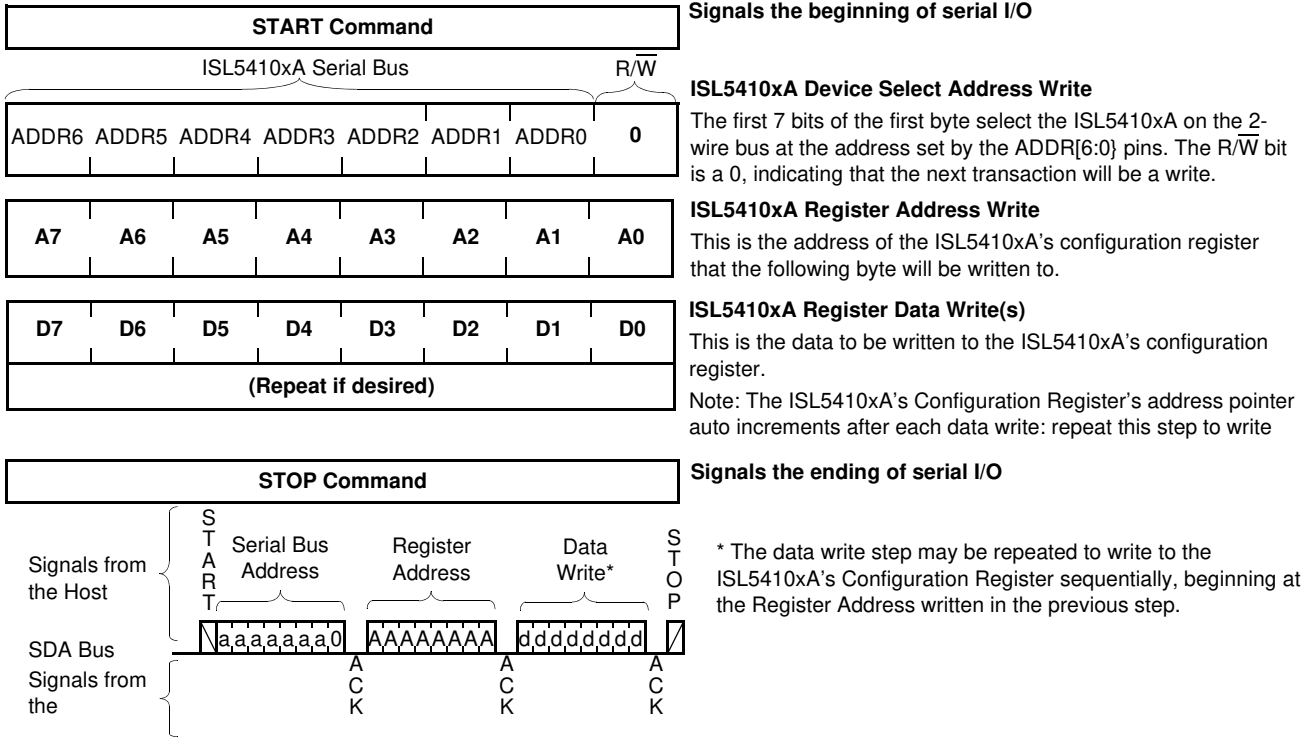 START Command
Signals the beginning of serial I/O
ISL5410xA Serial Bus
R/W̅
ADDR6 ADDR5 ADDR4 ADDR3 ADDR2 ADDR1 ADDR0 0
ISL5410xA Device Select Address Write
The first 7 bits of the first byte select the ISL5410xA on the 2-
wire bus at the address set by the ADDR[6:0} pins. The R/W̅ bit
is a 0, indicating that the next transaction will be a write.
A7 A6 A5 A4 A3 A2 A1 A0
ISL5410xA Register Address Write
This is the address of the ISL5410xA's configuration register
that the following byte will be written to.
D7 D6 D5 D4 D3 D2 D1 D0
(Repeat if desired)
ISL5410xA Register Data Write(s)
This is the data to be written to the ISL5410xA's configuration
register.
Note: The ISL5410xA's Configuration Register's address pointer
auto increments after each data write: repeat this step to write
STOP Command
Signals the ending of serial I/O
Signals from
the Host
START
Serial Bus
Address
Register
Address
Data
Write*
STOP
* The data write step may be repeated to write to the
ISL5410xA's Configuration Register sequentially, beginning at
the Register Address written in the previous step.
SDA Bus
a a a a a a a 0
A A A A A A A A
d d d d d d d d
Signals from
the
ACK
ACK
ACK